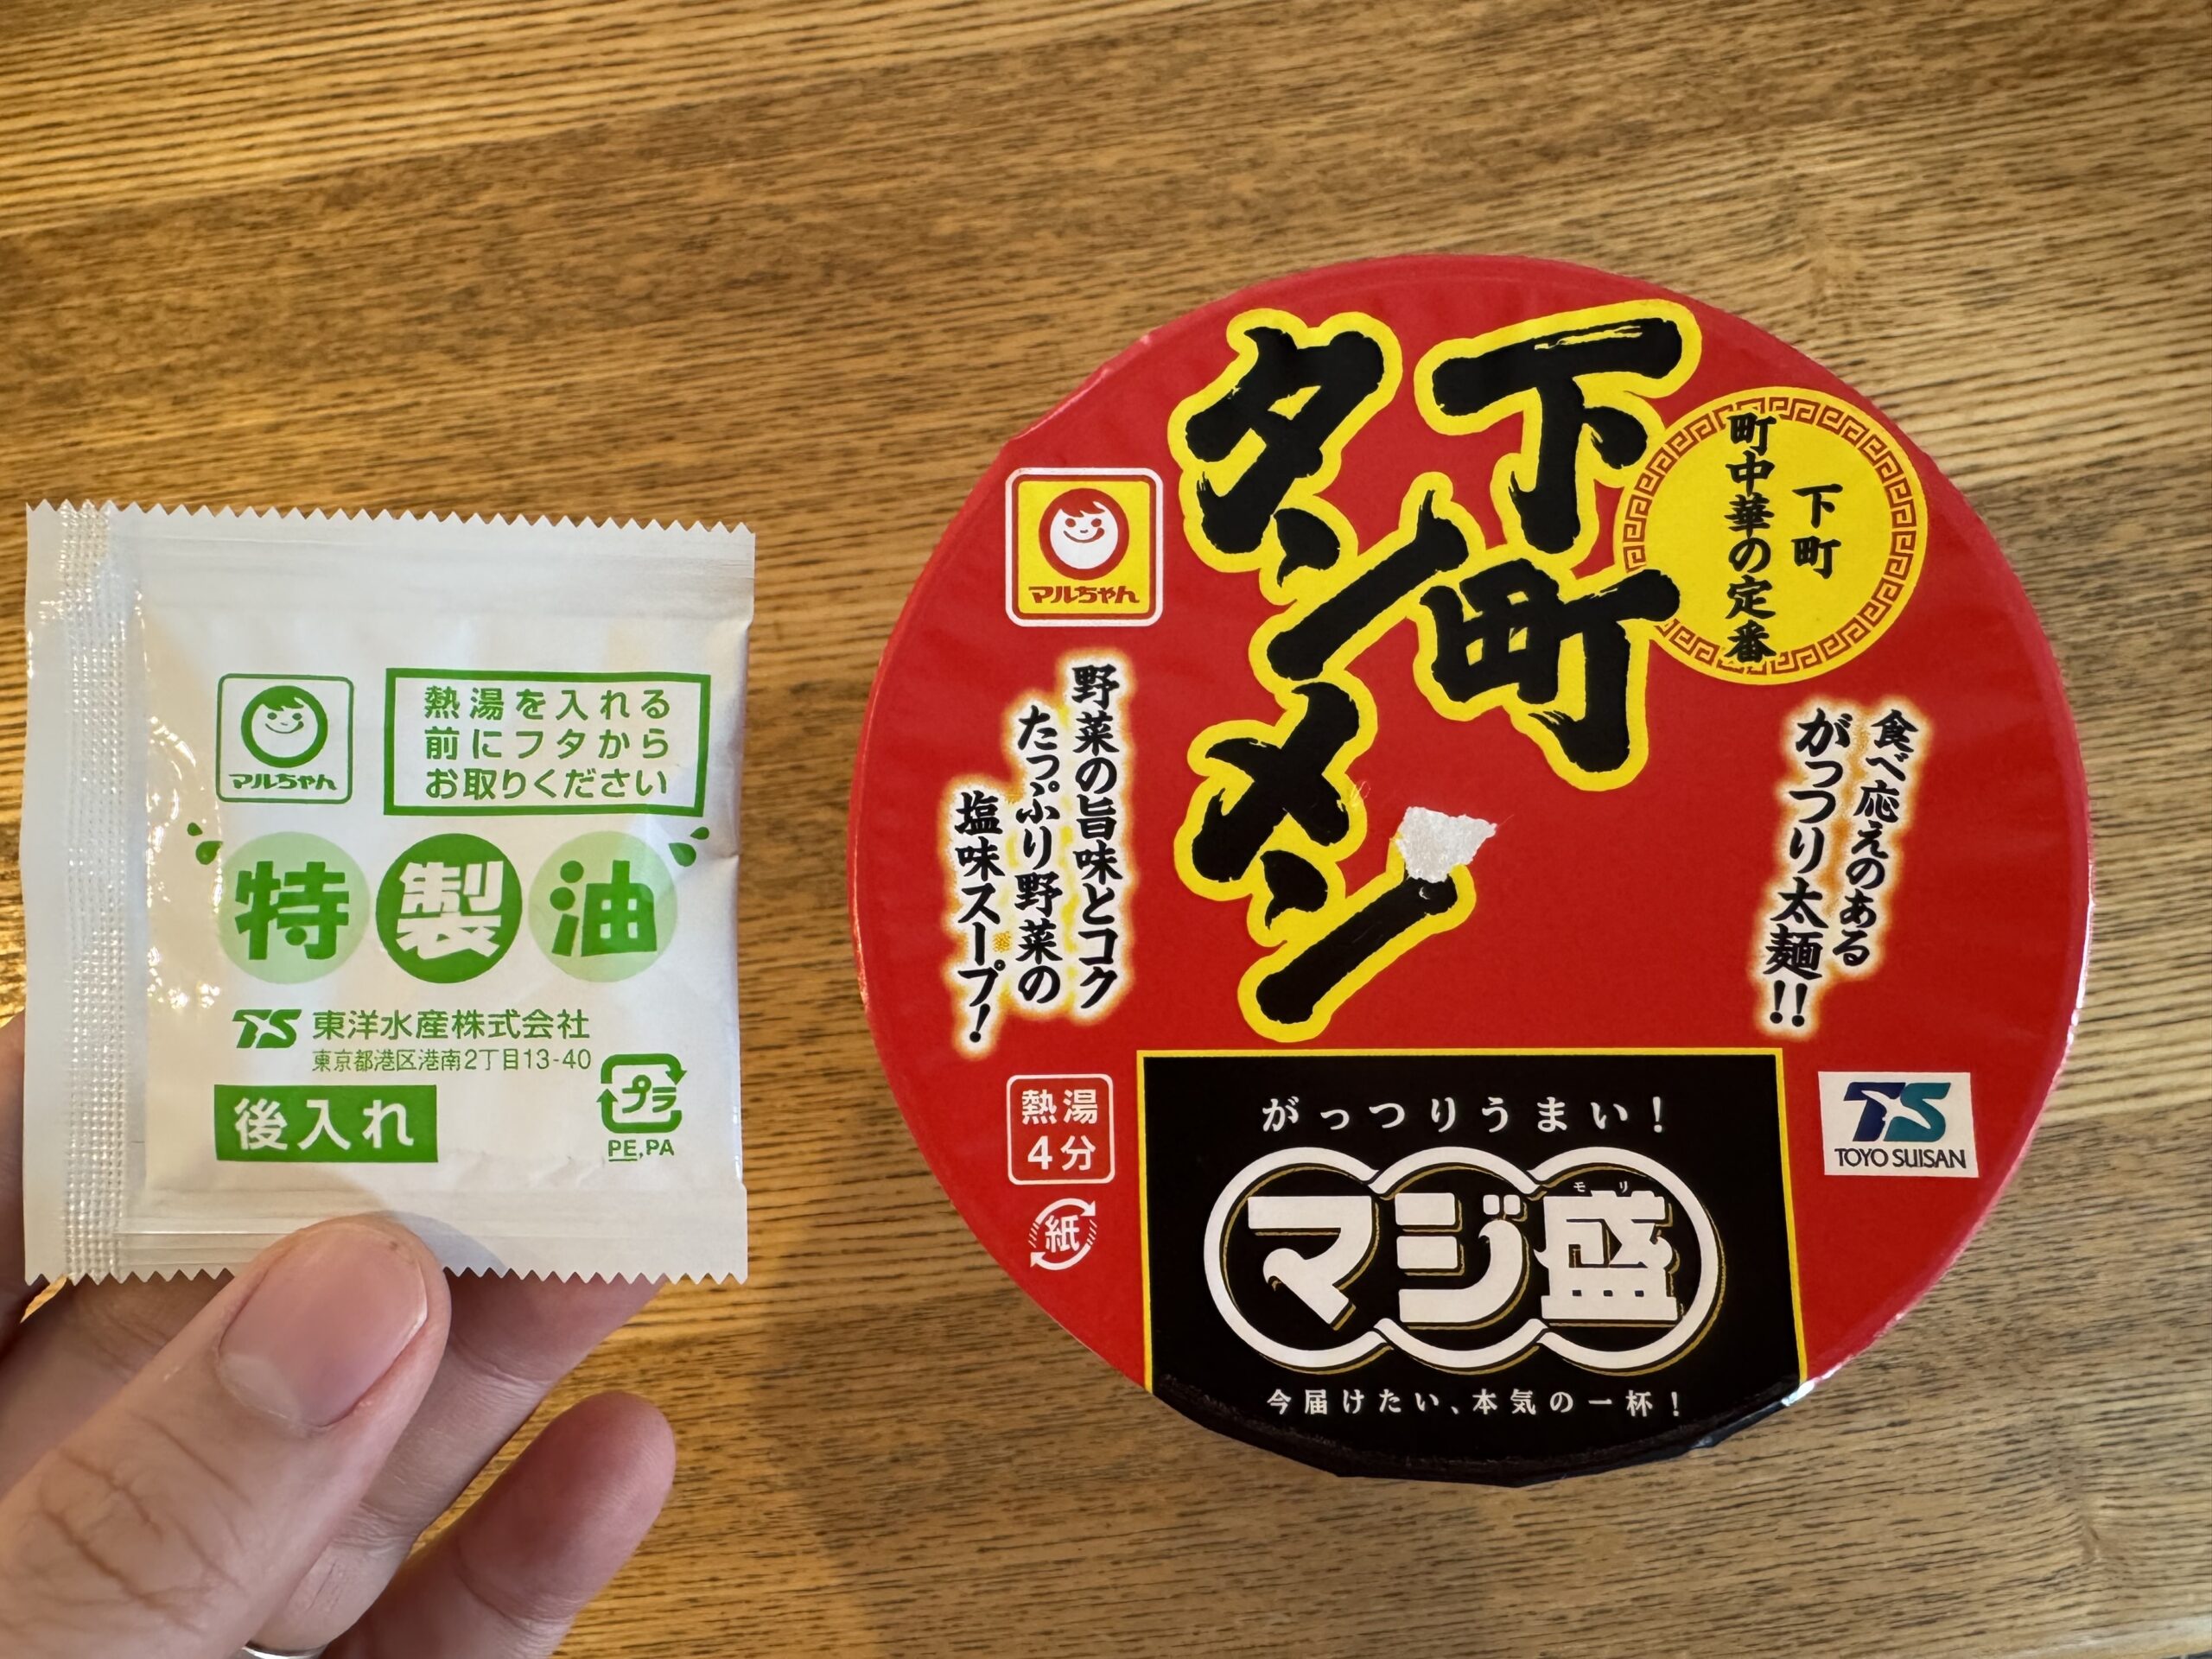 マルちゃん
熱湯を入れる
前にフタから
お取りください
特製油
TS 東洋水産株式会社
東京都港区港南2丁目13-40
後入れ
プラ
PE,PA
下町
タンメン
下町
町中華の定番
マルちゃん
食べ応えのある
がっつり太麺!!
野菜の旨味とコク
たっぷり野菜の
塩味スープ!
熱湯
4分
紙
がっつりうまい!
モリ
マジ盛
今届けたい、本気の一杯!
TS
TOYO SUISAN